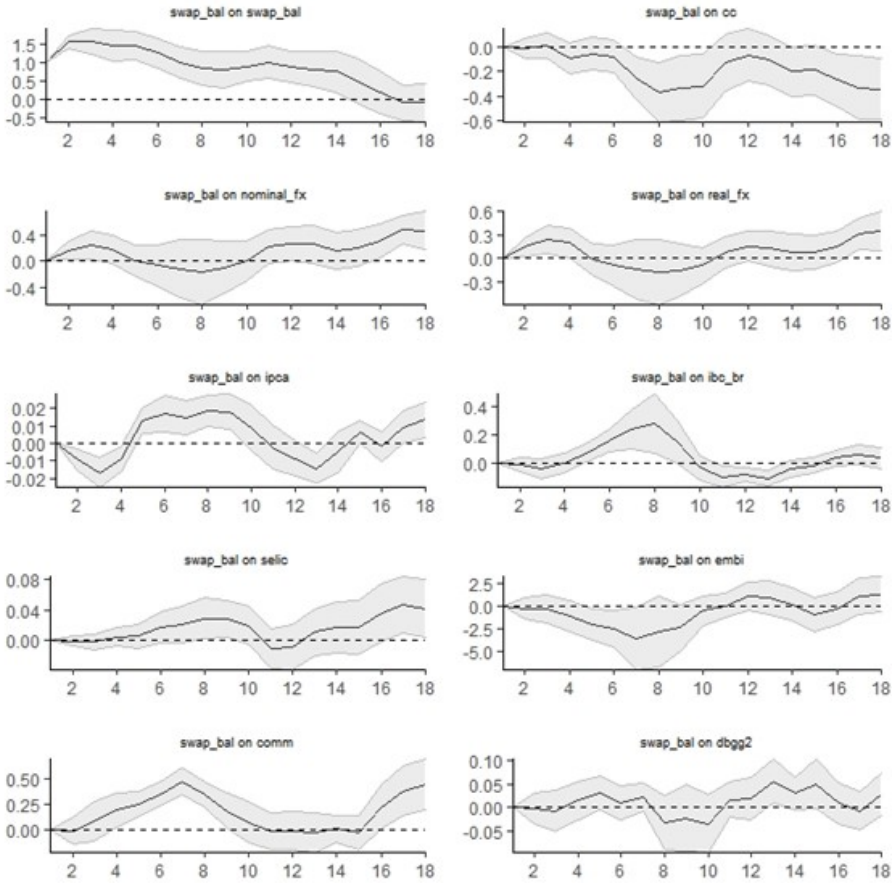 swap_bal on swap_bal
1.5
1.0
0.5
0.0
-0.5
2 4 6 8 10 12 14 16 18
swap_bal on cc
0.0
-0.2
-0.4
-0.6
2 4 6 8 10 12 14 16 18
swap_bal on nominal_fx
0.4
0.0
-0.4
2 4 6 8 10 12 14 16 18
swap_bal on real_fx
0.6
0.3
0.0
-0.3
2 4 6 8 10 12 14 16 18
swap_bal on ipca
0.02
0.01
0.00
-0.01
-0.02
2 4 6 8 10 12 14 16 18
swap_bal on ibc_br
0.4
0.2
0.0
2 4 6 8 10 12 14 16 18
swap_bal on selic
0.08
0.04
0.00
2 4 6 8 10 12 14 16 18
swap_bal on embi
2.5
0.0
-2.5
-5.0
2 4 6 8 10 12 14 16 18
swap_bal on comm
0.50
0.25
0.00
2 4 6 8 10 12 14 16 18
swap_bal on dbgg2
0.10
0.05
0.00
-0.05
2 4 6 8 10 12 14 16 18